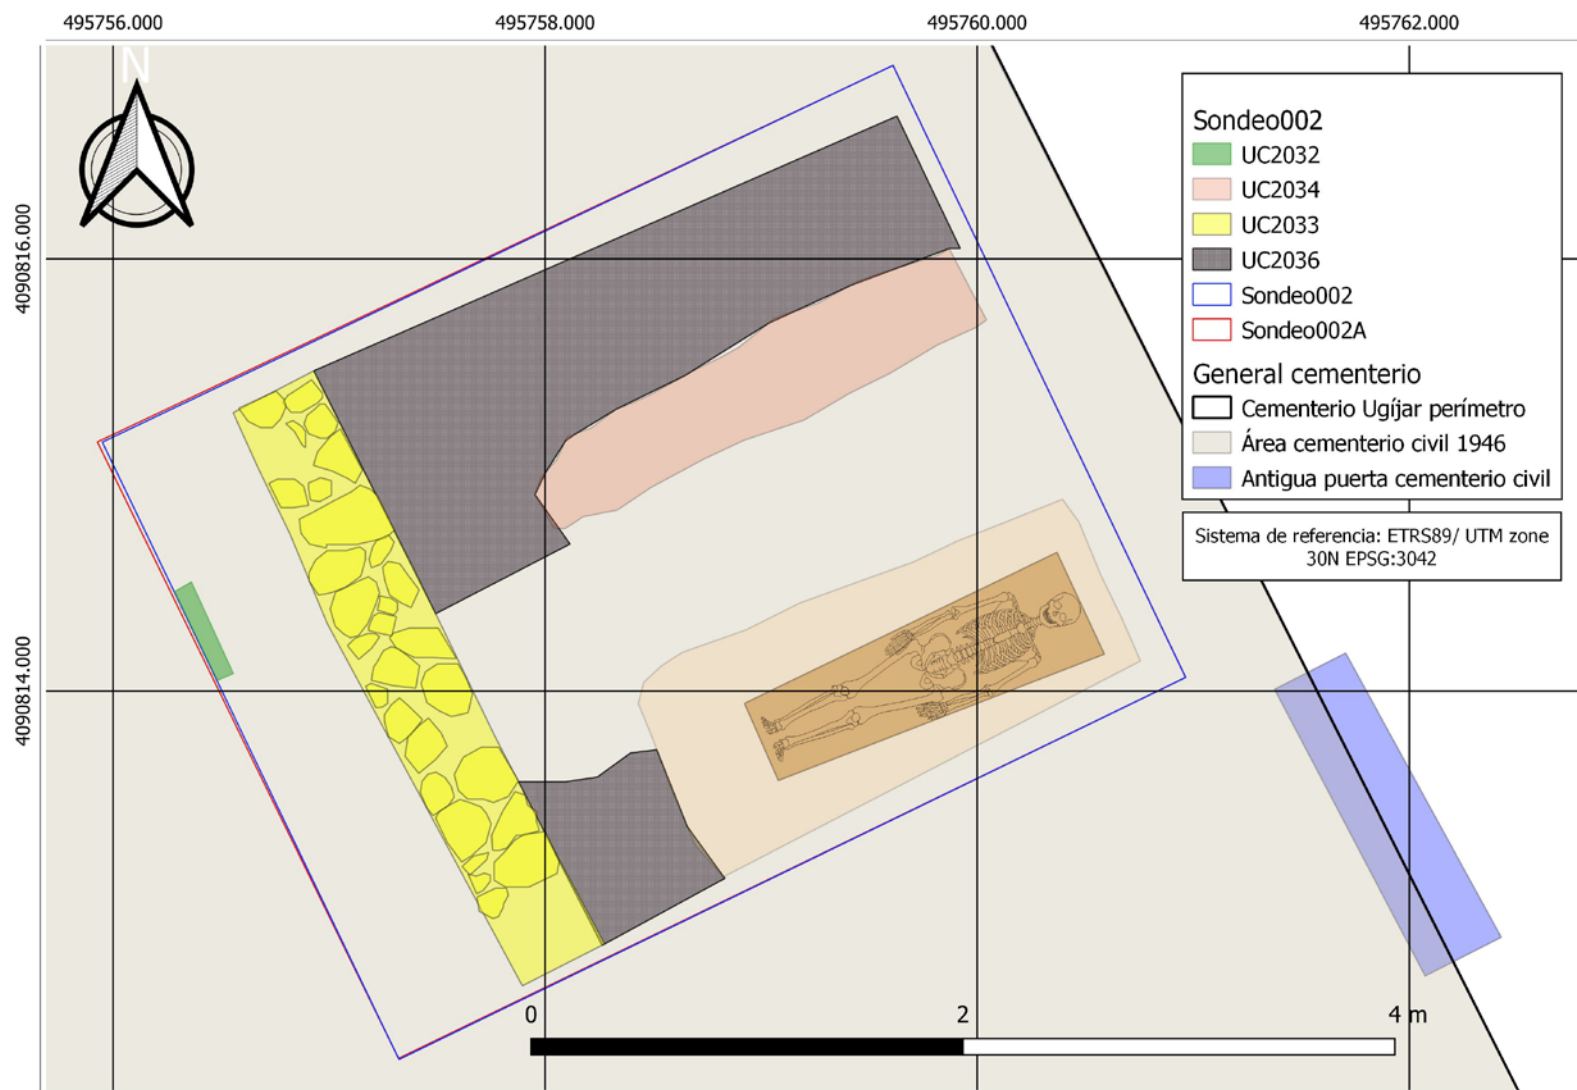 495756.000
495758.000
495760.000
495762.000
N
4090816.000
4090814.000
Sondeo002
UC2032
UC2034
UC2033
UC2036
Sondeo002
Sondeo002A
General cementerio
Cementerio Ugíjar perímetro
Área cementerio civil 1946
Antigua puerta cementerio civil
Sistema de referencia: ETRS89/ UTM zone
30N EPSG:3042
0
2
4 m